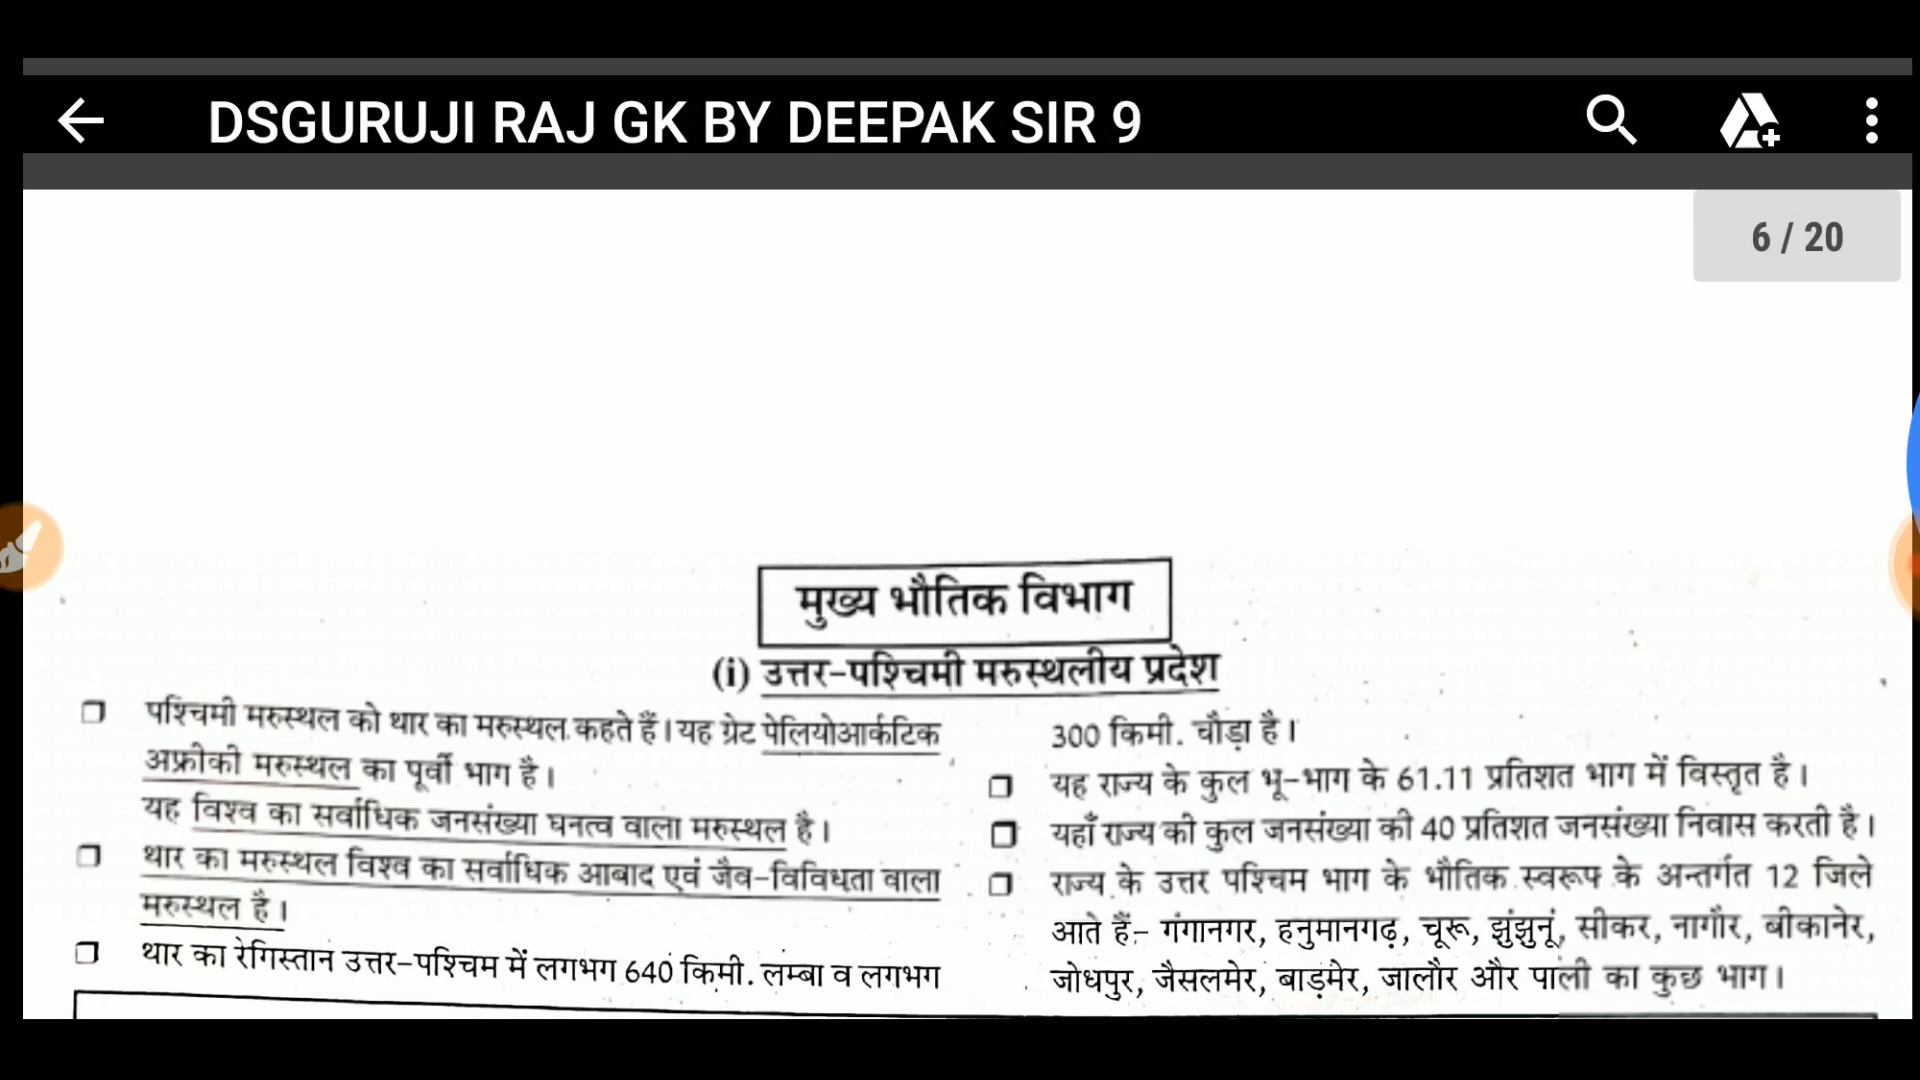 DSGURUJI RAJ GK BY DEEPAK SIR 9
6 / 20
मुख्य भौतिक विभाग
(i) उत्तर-पश्चिमी मरुस्थलीय प्रदेश
❒ पश्चिमी मरुस्थल को थार का मरुस्थल कहते हैं। यह ग्रेट पेलियोआर्कटिक
अफ्रीकी मरुस्थल का पूर्वी भाग है।
यह विश्व का सर्वाधिक जनसंख्या घनत्व वाला मरुस्थल है।
❒ थार का मरुस्थल विश्व का सर्वाधिक आबाद एवं जैव-विविधता वाला
मरुस्थल है।
❒ थार का रेगिस्तान उत्तर-पश्चिम में लगभग 640 किमी. लम्बा व लगभग
300 किमी. चौड़ा है।
❒ यह राज्य के कुल भू-भाग के 61.11 प्रतिशत भाग में विस्तृत है।
❒ यहाँ राज्य की कुल जनसंख्या की 40 प्रतिशत जनसंख्या निवास करती है।
❒ राज्य के उत्तर पश्चिम भाग के भौतिक स्वरूप के अन्तर्गत 12 जिले
आते हैं- गंगानगर, हनुमानगढ़, चूरू, झुंझुनूं, सीकर, नागौर, बीकानेर,
जोधपुर, जैसलमेर, बाड़मेर, जालौर और पाली का कुछ भाग।